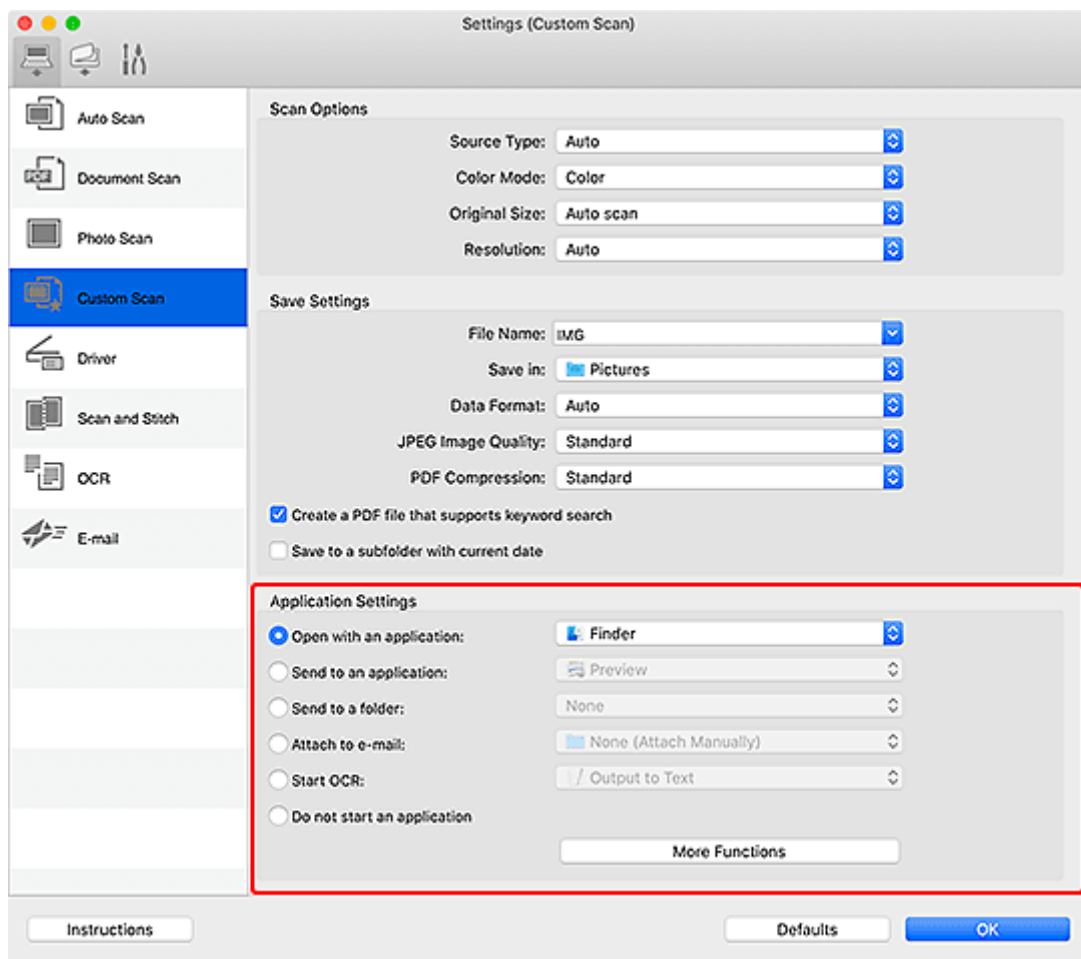 Settings (Custom Scan)
Auto Scan
Document Scan
PDF
Photo Scan
Custom Scan
Driver
Scan and Stitch
OCR
E-mail
Scan Options
Source Type: Auto
Color Mode: Color
Original Size: Auto scan
Resolution: Auto
Save Settings
File Name: IMG
Save in: Pictures
Data Format: Auto
JPEG Image Quality: Standard
PDF Compression: Standard
Create a PDF file that supports keyword search
Save to a subfolder with current date
Application Settings
Open with an application: Finder
Send to an application: Preview
Send to a folder: None
Attach to e-mail: None (Attach Manually)
Start OCR: Output to Text
Do not start an application
More Functions
Instructions
Defaults
OK